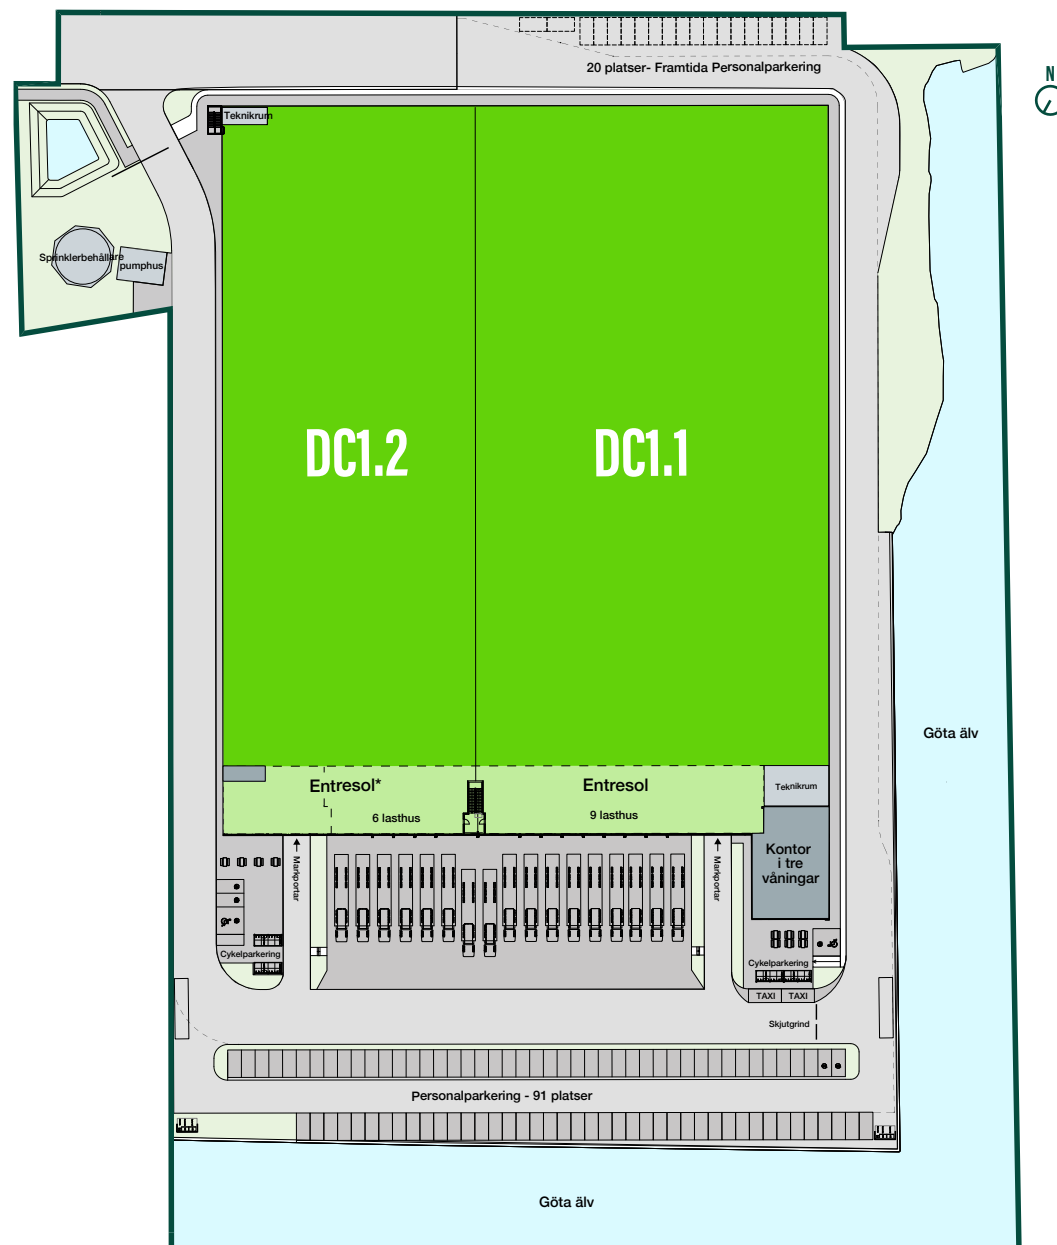 20 platser- Framtida Personalparkering
N
Teknikrum
Sprinklerbehållare
pumphus
DC1.2
DC1.1
Göta älv
Entresol*
Entresol
Teknikrum
6 lasthus
9 lasthus
Kontor
i tre
våningar
Markportar
Markportar
Cykelparkering
Cykelparkering
TAXI
TAXI
Skjutgrind
Personalparkering - 91 platser
Göta älv